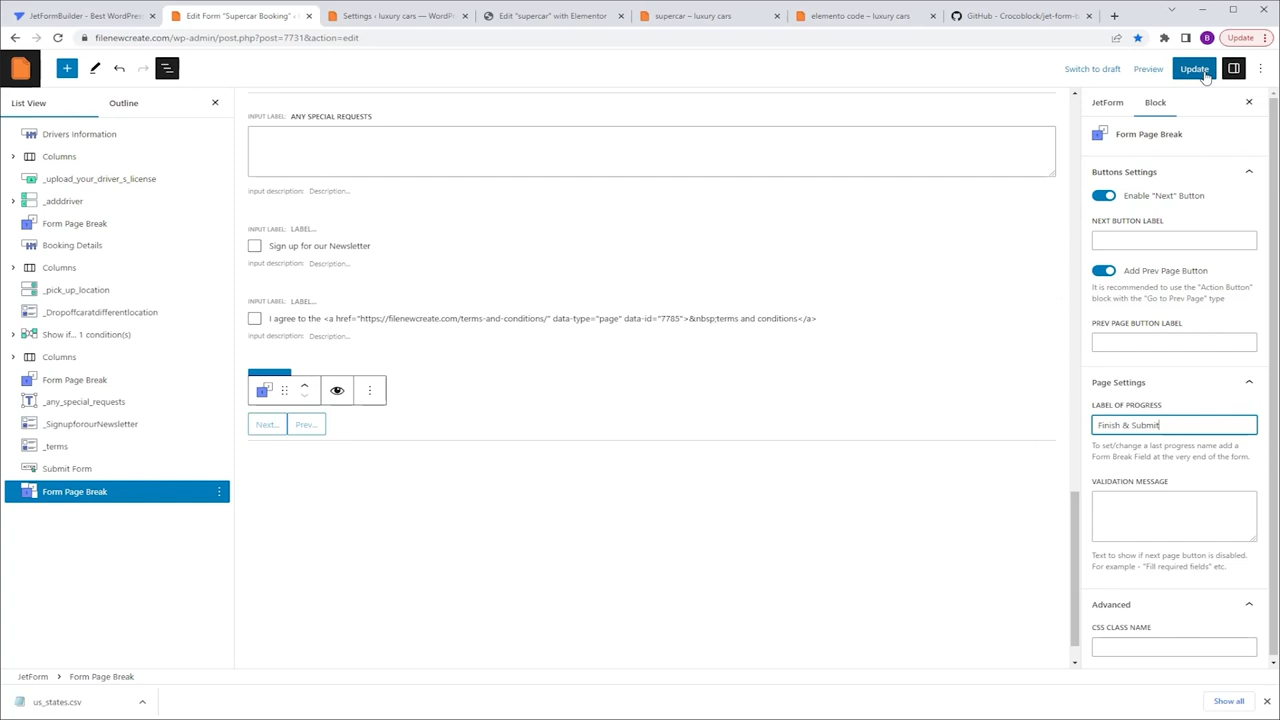 JetFormBuilder - Best WordPress
Edit Form "Supercar Booking" ‹
Settings ‹ luxury cars — WordPr
Edit "supercar" with Elementor
supercar – luxury cars
elemento code – luxury cars
GitHub - Crocoblock/jet-form-b
filenewcreate.com/wp-admin/post.php?post=7731&action=edit
B
Update
Switch to draft
Preview
Update
List View
Outline
JetForm
Block
Drivers Information
Columns
_upload_your_driver_s_license
_adddriver
Form Page Break
Booking Details
Columns
_pick_up_location
_Dropoffcaratdifferentlocation
Show if... 1 condition(s)
Columns
Form Page Break
_any_special_requests
_SignupforourNewsletter
_terms
Submit Form
Form Page Break
INPUT LABEL: ANY SPECIAL REQUESTS
input description: Description...
INPUT LABEL: LABEL...
Sign up for our Newsletter
input description: Description...
INPUT LABEL: LABEL...
I agree to the <a href="https://filenewcreate.com/terms-and-conditions/" data-type="page" data-id="7785">&nbsp;terms and conditions</a>
input description: Description...
Next...
Prev...
Form Page Break
Buttons Settings
Enable "Next" Button
NEXT BUTTON LABEL
Add Prev Page Button
It is recommended to use the "Action Button"
block with the "Go to Prev Page" type
PREV PAGE BUTTON LABEL
Page Settings
LABEL OF PROGRESS
Finish & Submit
To set/change a last progress name add a
Form Break Field at the very end of the form.
VALIDATION MESSAGE
Text to show if next page button is disabled.
For example - "Fill required fields" etc.
Advanced
CSS CLASS NAME
JetForm
Form Page Break
us_states.csv
Show all